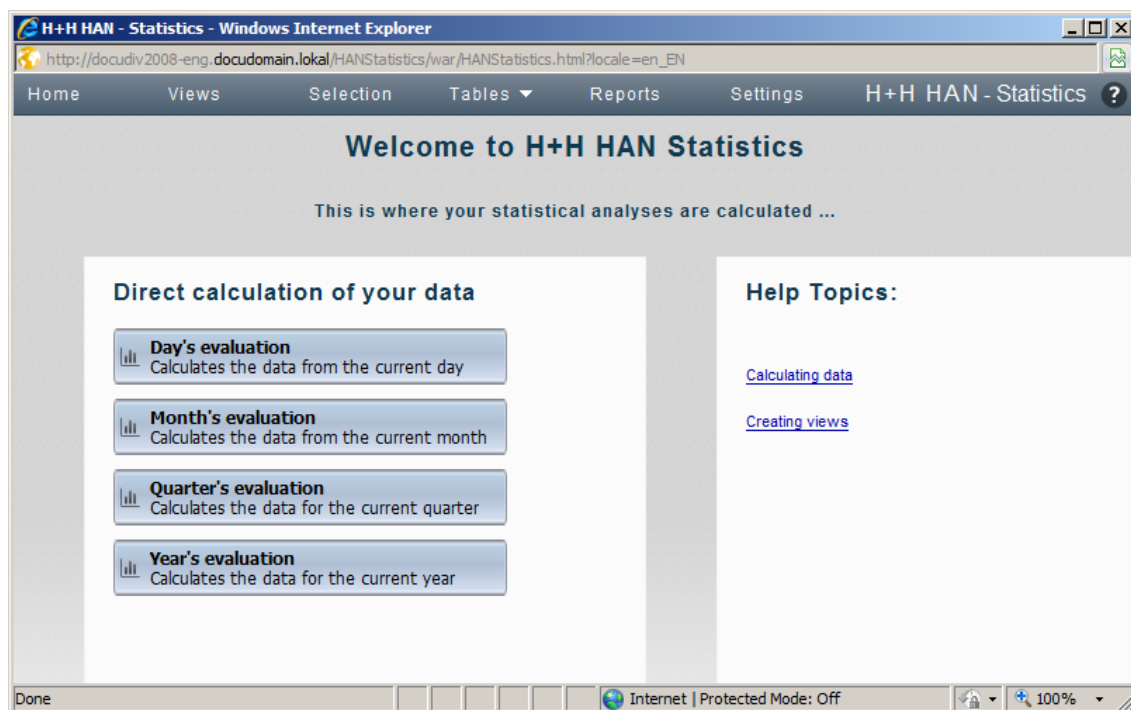 H+H HAN - Statistics - Windows Internet Explorer
http://docudiv2008-eng.docudomain.lokal/HANStatistics/war/HANStatistics.html?locale=en_EN
Home Views Selection Tables Reports Settings H+H HAN - Statistics ?
Welcome to H+H HAN Statistics
This is where your statistical analyses are calculated ...
Direct calculation of your data
Day's evaluation
Calculates the data from the current day
Month's evaluation
Calculates the data from the current month
Quarter's evaluation
Calculates the data for the current quarter
Year's evaluation
Calculates the data for the current year
Help Topics:
Calculating data
Creating views
Done Internet | Protected Mode: Off 100%